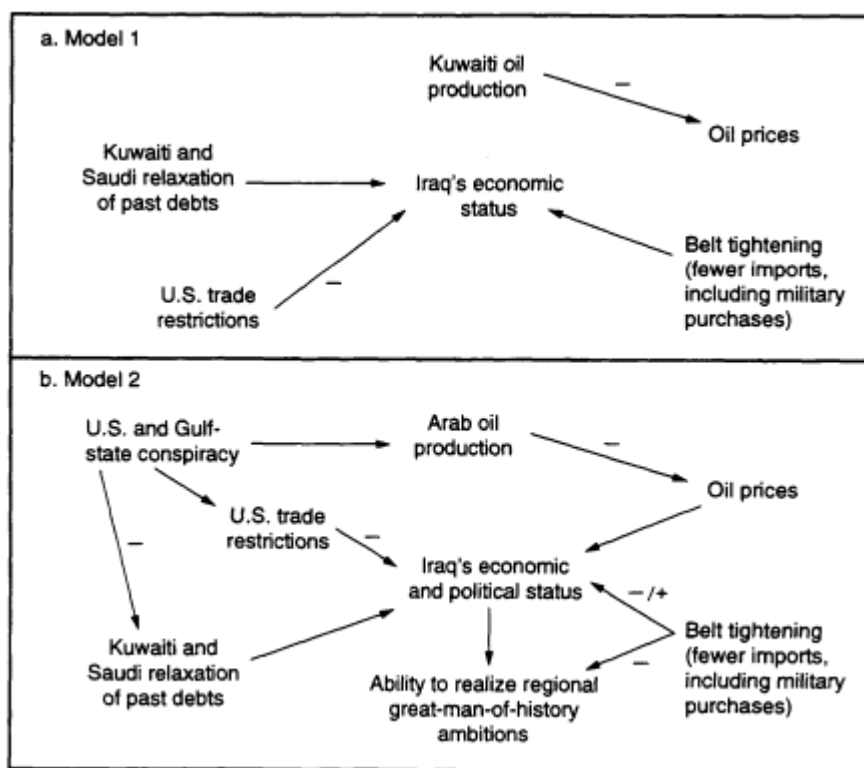 a. Model 1
Kuwaiti oil
production
−
Oil prices
Kuwaiti and
Saudi relaxation
of past debts
Iraq's economic
status
Belt tightening
(fewer imports,
including military
purchases)
−
U.S. trade
restrictions
b. Model 2
U.S. and Gulf-
state conspiracy
Arab oil
production
−
Oil prices
−
U.S. trade
restrictions
−
Iraq's economic
and political status
−/+
Kuwaiti and
Saudi relaxation
of past debts
−
Belt tightening
(fewer imports,
including military
purchases)
Ability to realize regional
great-man-of-history
ambitions